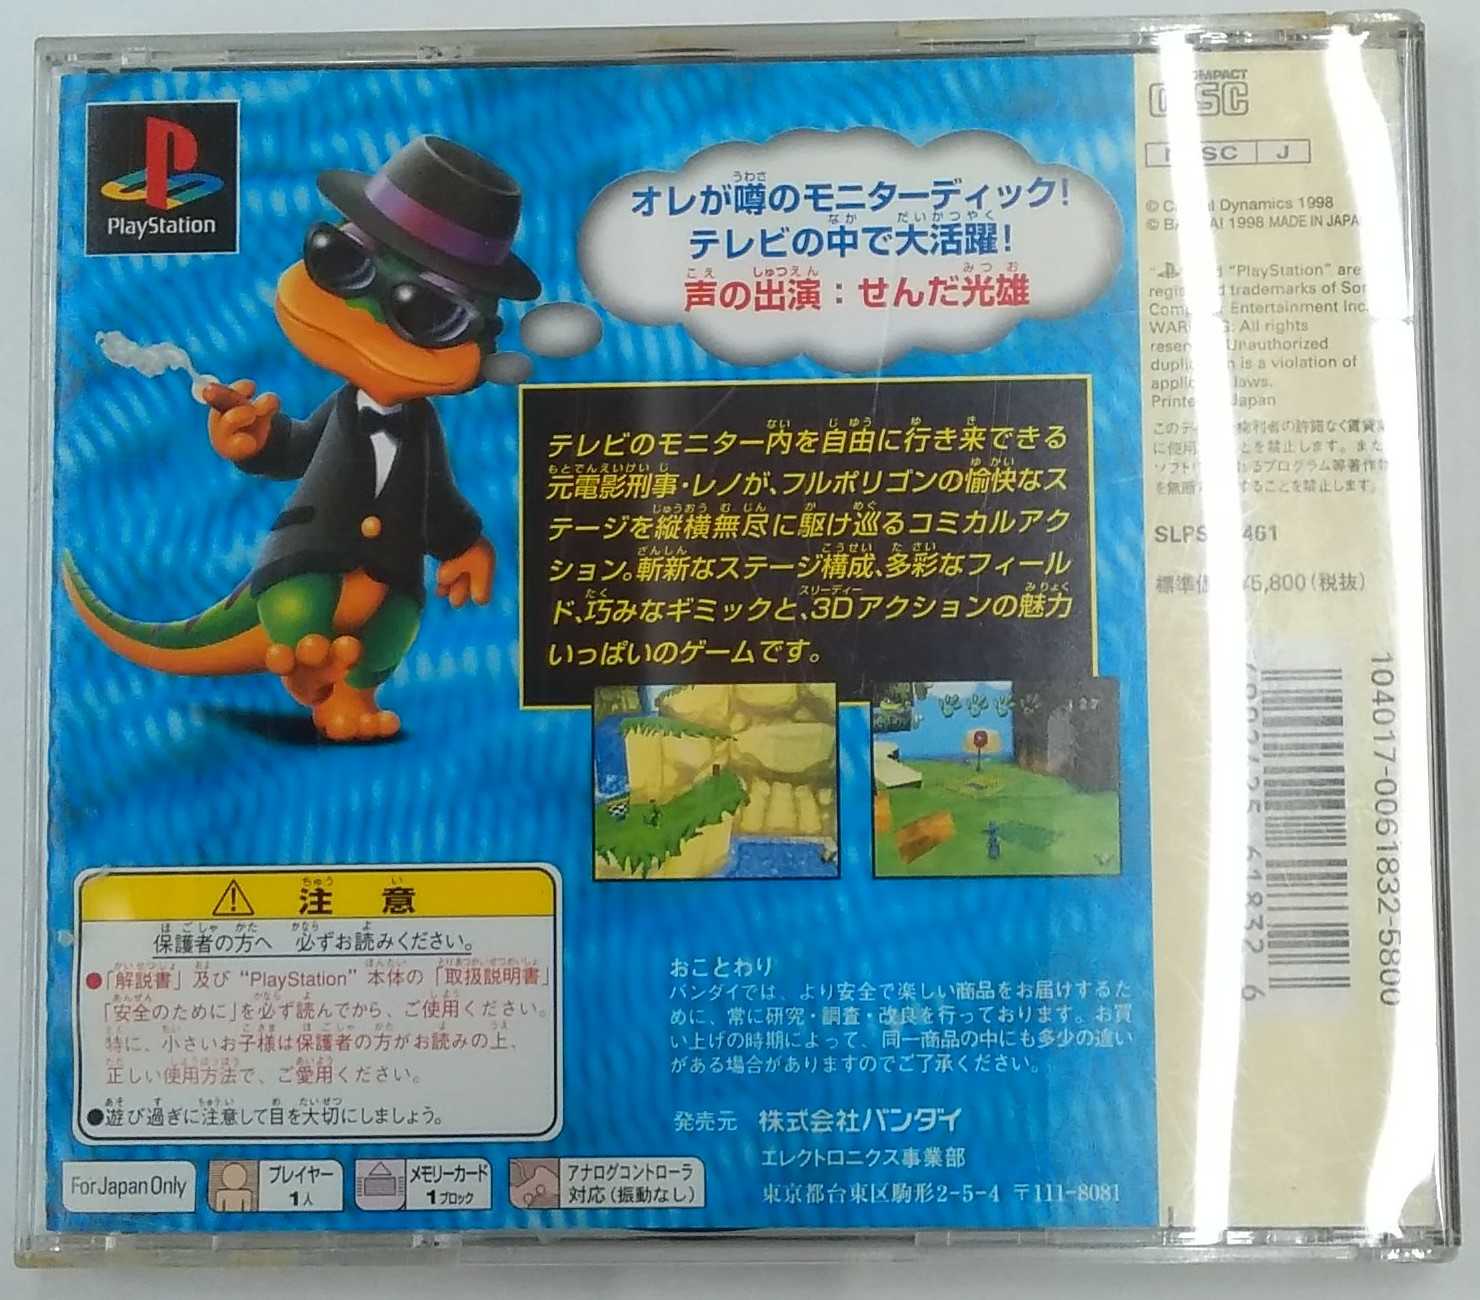 PlayStation
オレが噂のモニターディック!
テレビの中で大活躍!
声の出演：せんだ光雄
テレビのモニター内を自由に行き来できる
元電影刑事・レノが、フルポリゴンの愉快なス
テージを縦横無尽に駆け巡るコミカルアク
ション。斬新なステージ構成、多彩なフィール
ド、巧みなギミックと、3Dアクションの魅力
いっぱいのゲームです。
注意
保護者の方へ 必ずお読みください。
●「解説書」及び “PlayStation” 本体の「取扱説明書」
「安全のために」を必ず読んでから、ご使用ください。
特に、小さいお子様は保護者の方がお読みの上、
正しい使用方法で、ご愛用ください。
●遊び過ぎに注意して目を大切にしましょう。
For Japan Only
プレイヤー
1人
メモリーカード
1ブロック
アナログコントローラ
対応（振動なし）
おことわり
バンダイでは、より安全で楽しい商品をお届けするた
めに、常に研究・調査・改良を行っております。お買
い上げの時期によって、同一商品の中にも多少の違い
がある場合がありますのでご了承ください。
発売元 株式会社バンダイ
エレクトロニクス事業部
東京都台東区駒形2-5-4 〒111-8081
COMPACT
DISC
J
Dynamics 1998
1998 MADE IN JAPAN
“PlayStation” are
trademarks of
Entertainment Inc.
All rights
Unauthorized
is a violation of
Japan
SLPS 461
¥5,800（税抜）
104017-0061832-5800